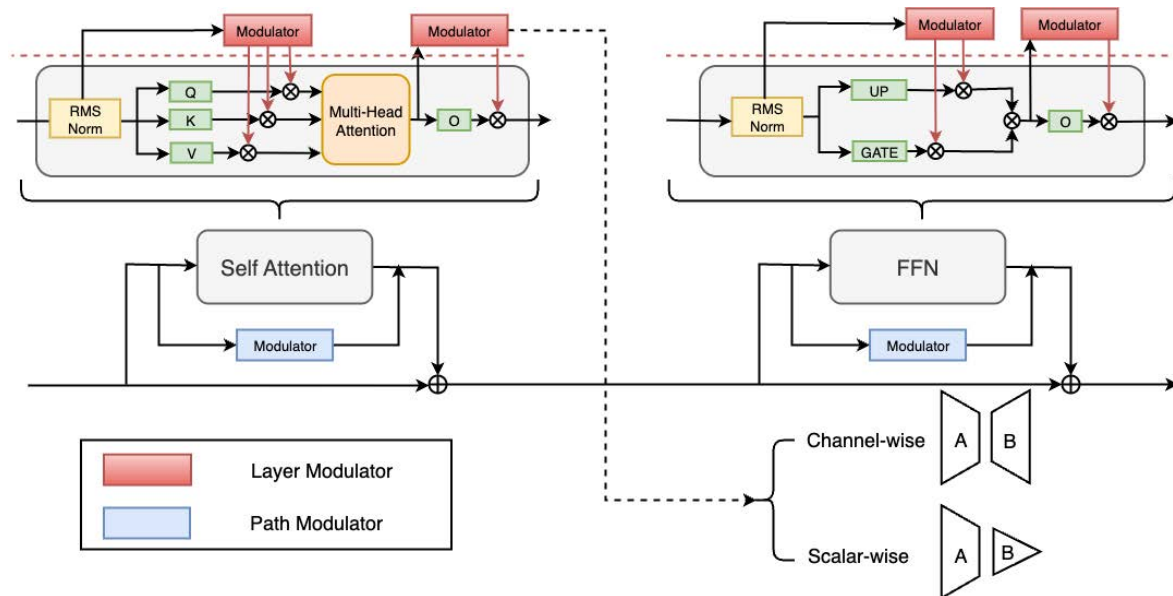 Modulator
Modulator
RMS
Norm
Q
K
V
Multi-Head
Attention
O
Modulator
Modulator
RMS
Norm
UP
GATE
O
Self Attention
Modulator
FFN
Modulator
Layer Modulator
Path Modulator
Channel-wise
A
B
Scalar-wise
A
B